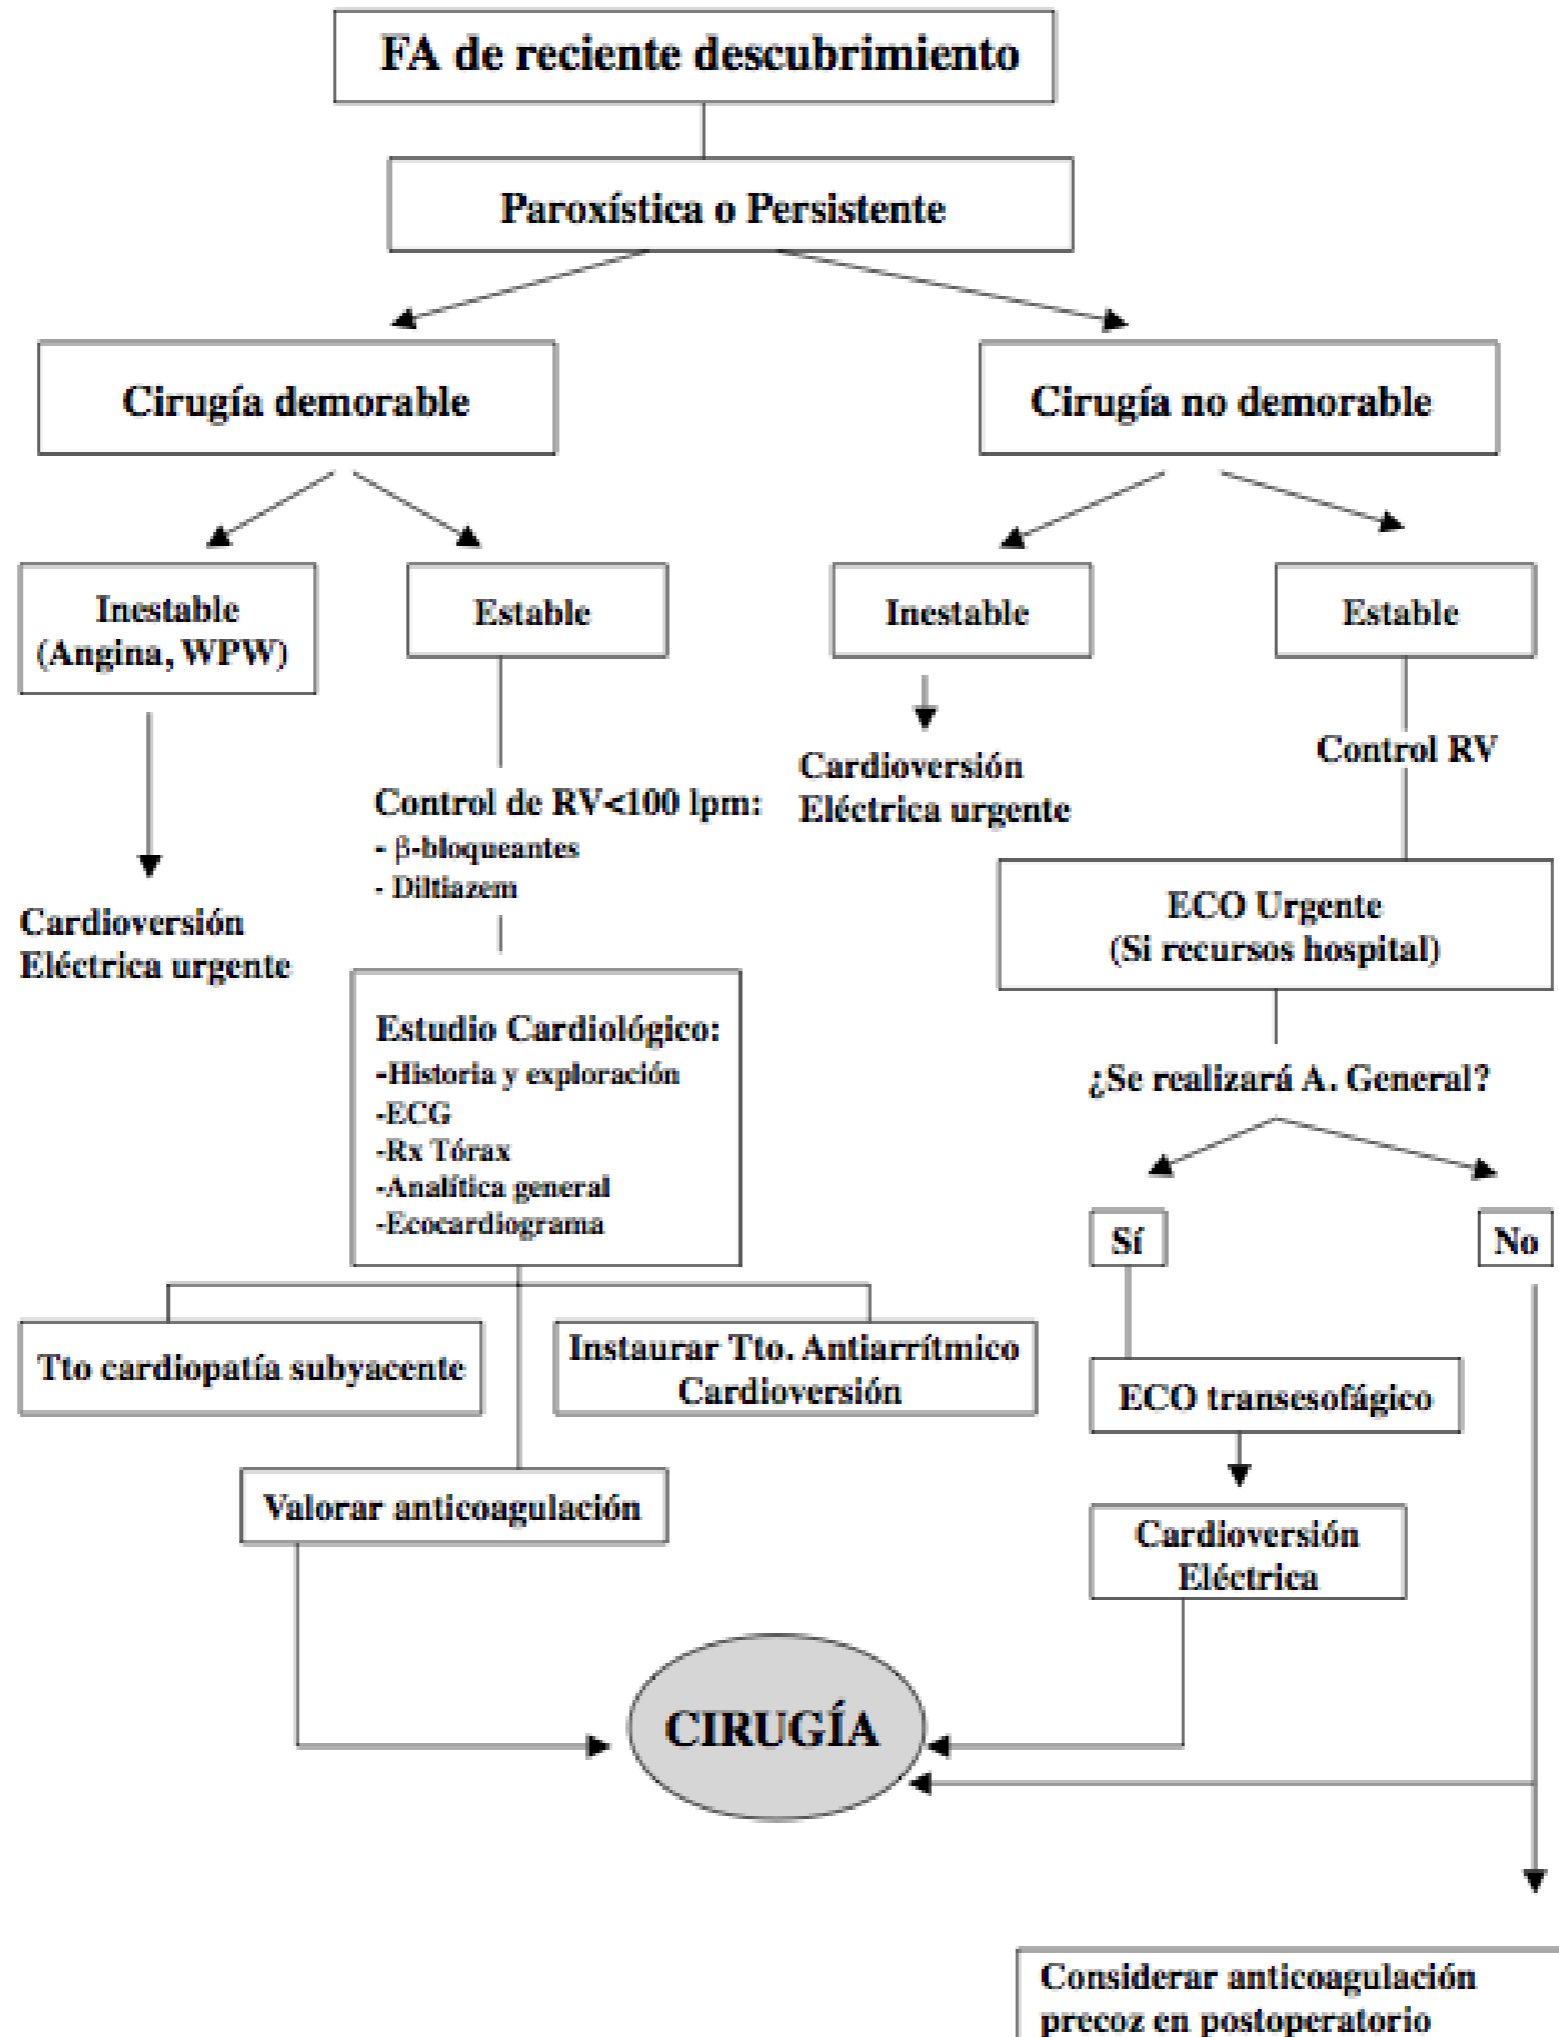 FA de reciente descubrimiento
Paroxística o Persistente
Cirugía demorable
Cirugía no demorable
Inestable
(Angina, WPW)
Estable
Inestable
Estable
Cardioversión
Eléctrica urgente
Control de RV<100 lpm:
- β-bloqueantes
- Diltiazem
Cardioversión
Eléctrica urgente
Control RV
ECO Urgente
(Si recursos hospital)
Estudio Cardiológico:
-Historia y exploración
-ECG
-Rx Tórax
-Analítica general
-Ecocardiograma
¿Se realizará A. General?
Sí
No
Tto cardiopatía subyacente
Instaurar Tto. Antiarrítmico
Cardioversión
ECO transesofágico
Valorar anticoagulación
Cardioversión
Eléctrica
CIRUGÍA
Considerar anticoagulación
precoz en postoperatorio